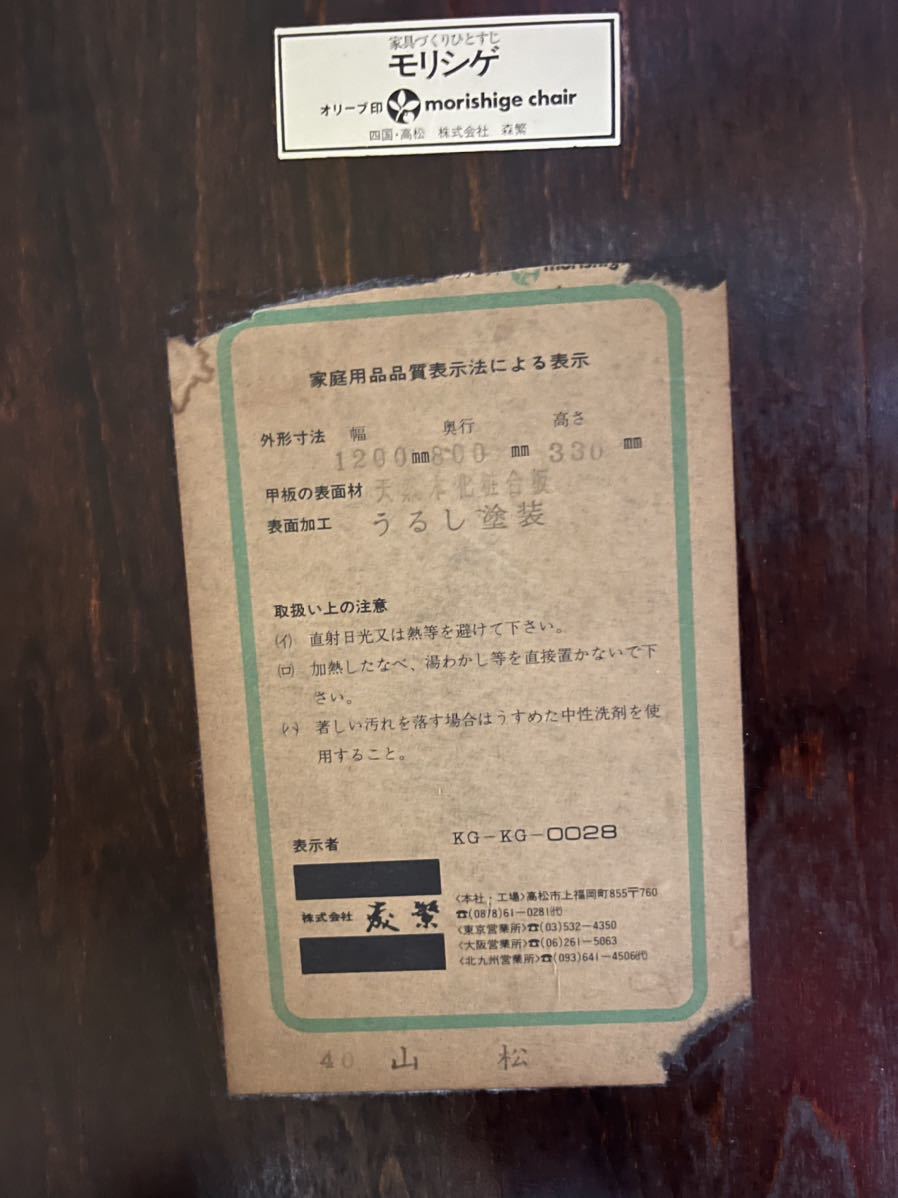 家具づくりひとすじ
モリシゲ
オリーブ印 morishige chair
四国・高松 株式会社 森繁
morishige
家庭用品品質表示法による表示
外形寸法 幅 奥行 高さ
1200mm 800 mm 330 mm
甲板の表面材 天然木化粧合板
表面加工 うるし塗装
取扱い上の注意
(イ) 直射日光又は熱等を避けて下さい。
(ロ) 加熱したなべ、湯わかし等を直接置かないで下
さい。
(ハ) 著しい汚れを落す場合はうすめた中性洗剤を使
用すること。
表示者 KG-KG-0028
株式会社 森繁
<本社・工場>高松市上福岡町855〒760
☎(0878)61-0281(代)
<東京営業所>☎(03)532-4350
<大阪営業所>☎(06)261-5063
<北九州営業所>☎(093)641-4506(代)
40 山 松